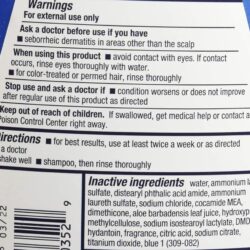 Warnings
For external use only
Ask a doctor before use if you have
■ seborrheic dermatitis in areas other than the scalp
When using this product ■ avoid contact with eyes. If contact
occurs, rinse eyes thoroughly with water.
■ for color-treated or permed hair, rinse thoroughly
Stop use and ask a doctor if ■ condition worsens or does not improve
after regular use of this product as directed
Keep out of reach of children. If swallowed, get medical help or contact a
Poison Control Center right away.
Directions ■ for best results, use at least twice a week or as directed
a doctor
shake well ■ shampoo, then rinse thoroughly
Inactive ingredients water, ammonium
sulfate, distearyl phthalic acid amide, ammonium
laureth sulfate, sodium chloride, cocamide MEA,
dimethicone, aloe barbadensis leaf juice,
methylcellulose, sodium isostearoyl lactylate, DMDM
hydantoin, fragrance, citric acid, sodium citrate,
titanium dioxide, blue 1 (309-082)
03/22
03529
9